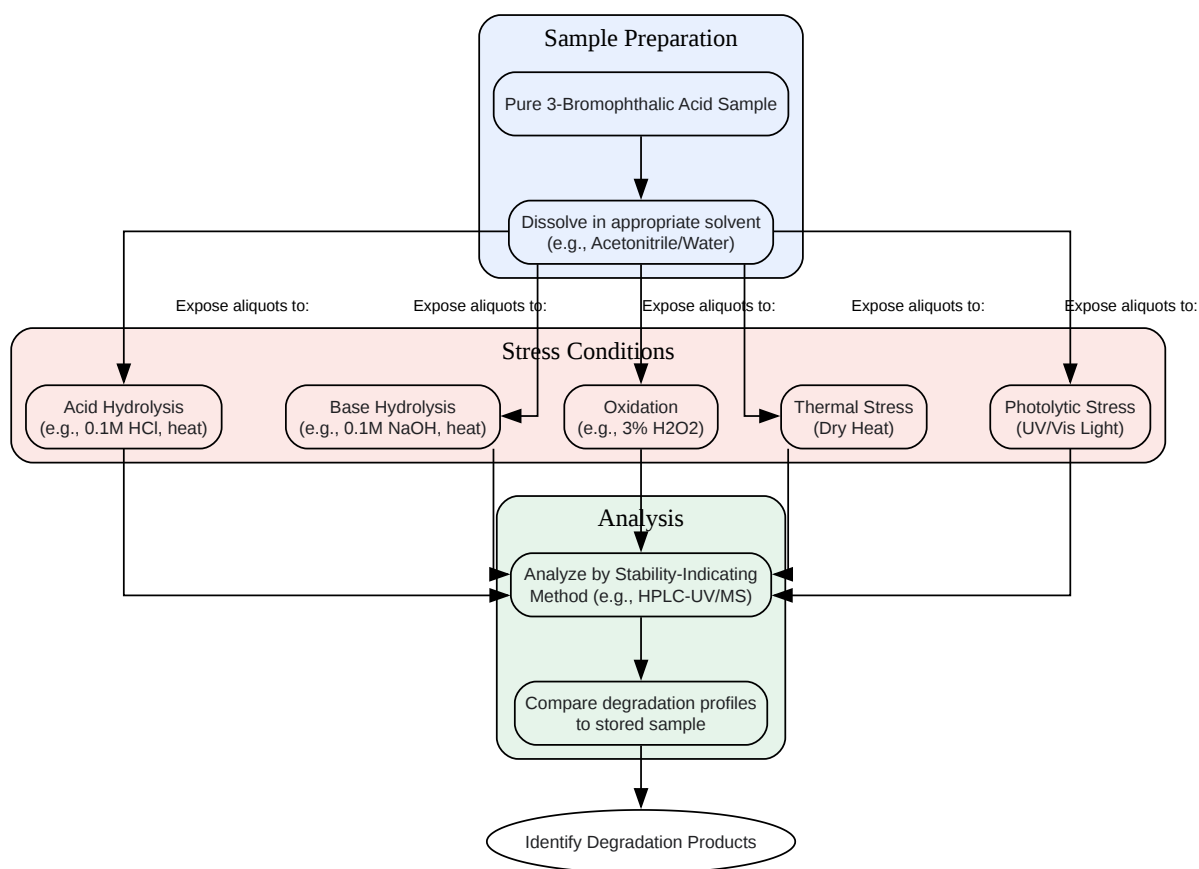 Sample Preparation
Pure 3-Bromophthalic Acid Sample
Dissolve in appropriate solvent
(e.g., Acetonitrile/Water)
Expose aliquots to:
Expose aliquots to:
Expose aliquots to:
Expose aliquots to:
Expose aliquots to:
Stress Conditions
Acid Hydrolysis
(e.g., 0.1M HCl, heat)
Base Hydrolysis
(e.g., 0.1M NaOH, heat)
Oxidation
(e.g., 3% H2O2)
Thermal Stress
(Dry Heat)
Photolytic Stress
(UV/Vis Light)
Analysis
Analyze by Stability-Indicating
Method (e.g., HPLC-UV/MS)
Compare degradation profiles
to stored sample
Identify Degradation Products